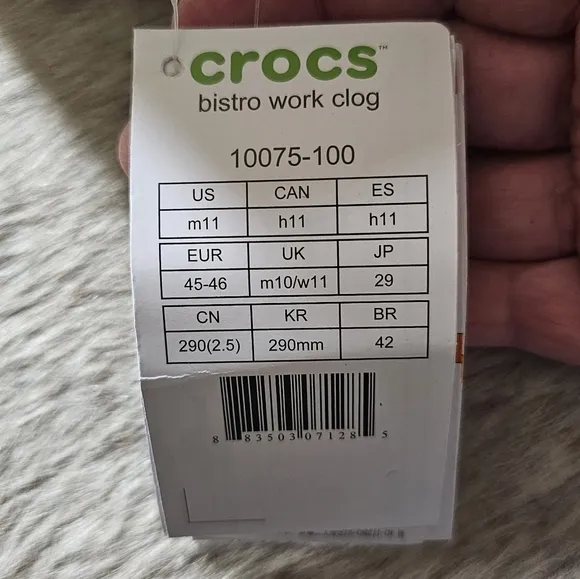 crocs™
bistro work clog
10075-100
US CAN ES
m11 h11 h11
EUR UK JP
45-46 m10/w11 29
CN KR BR
290(2.5) 290mm 42
8 83503 07128 5